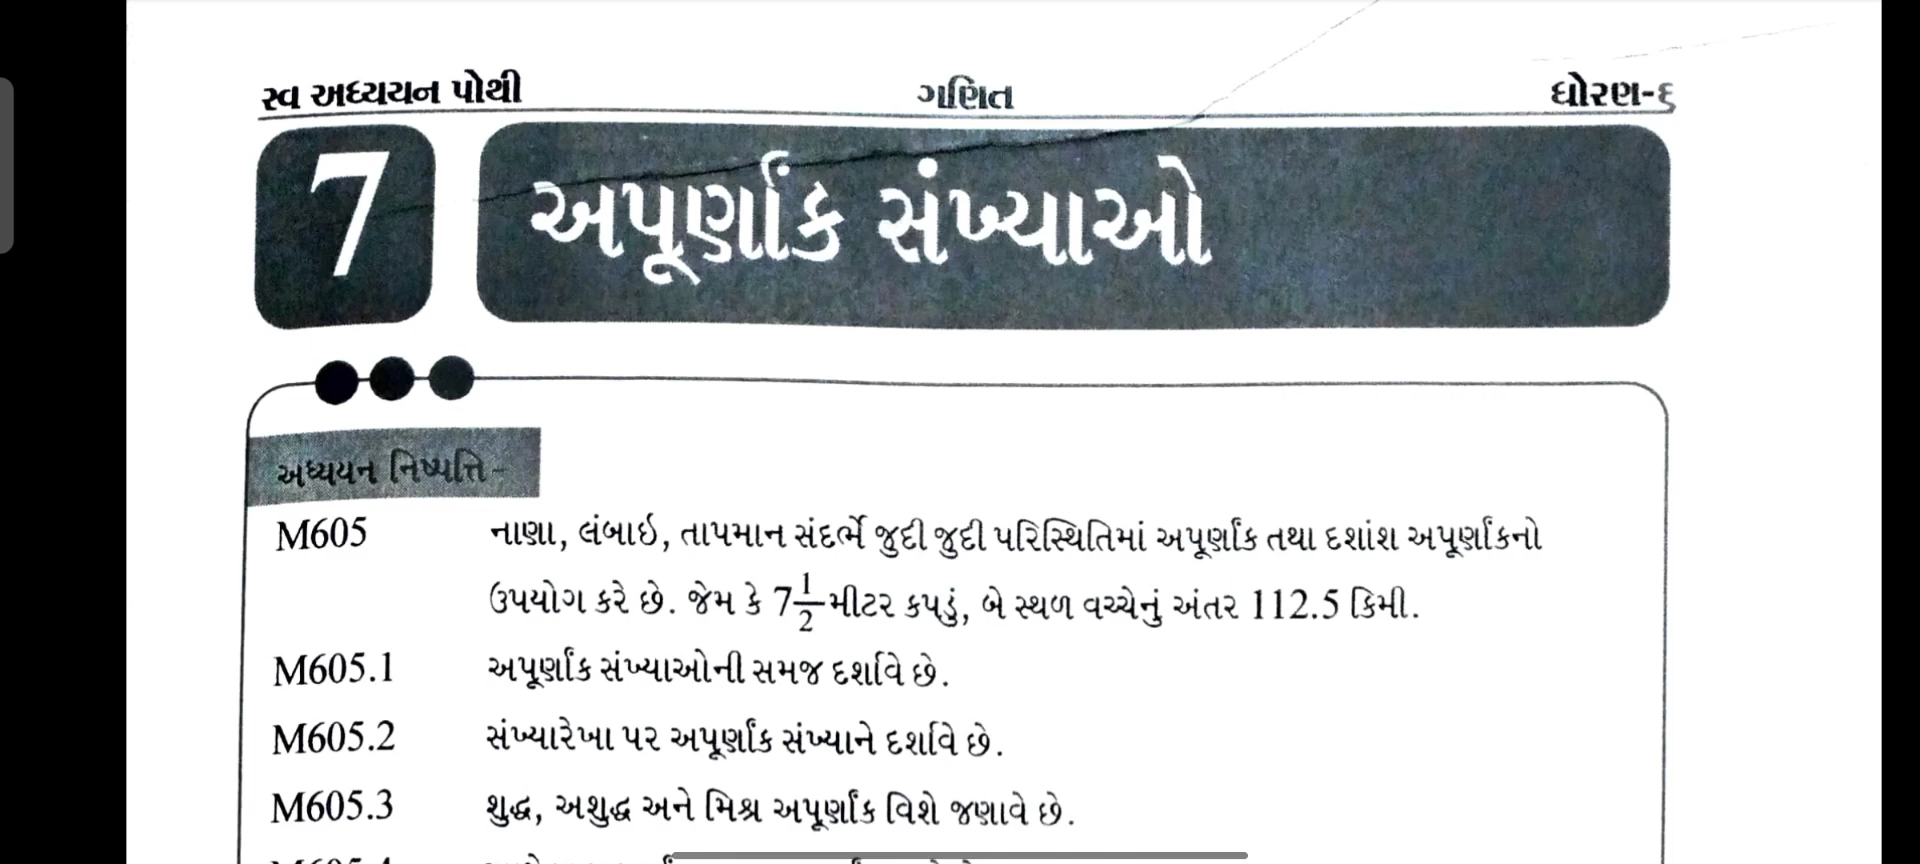 સ્વ અધ્યયન પોથી ગણિત ધોરણ-૬
7 અપૂર્ણાંક સંખ્યાઓ
અધ્યયન નિષ્પત્તિ -
M605 નાણા, લંબાઇ, તાપમાન સંદર્ભે જુદી જુદી પરિસ્થિતિમાં અપૂર્ણાંક તથા દશાંશ અપૂર્ણાંકનો
ઉપયોગ કરે છે. જેમ કે 7 1/2 મીટર કપડું, બે સ્થળ વચ્ચેનું અંતર 112.5 કિમી.
M605.1 અપૂર્ણાંક સંખ્યાઓની સમજ દર્શાવે છે.
M605.2 સંખ્યારેખા પર અપૂર્ણાંક સંખ્યાને દર્શાવે છે.
M605.3 શુદ્ધ, અશુદ્ધ અને મિશ્ર અપૂર્ણાંક વિશે જણાવે છે.